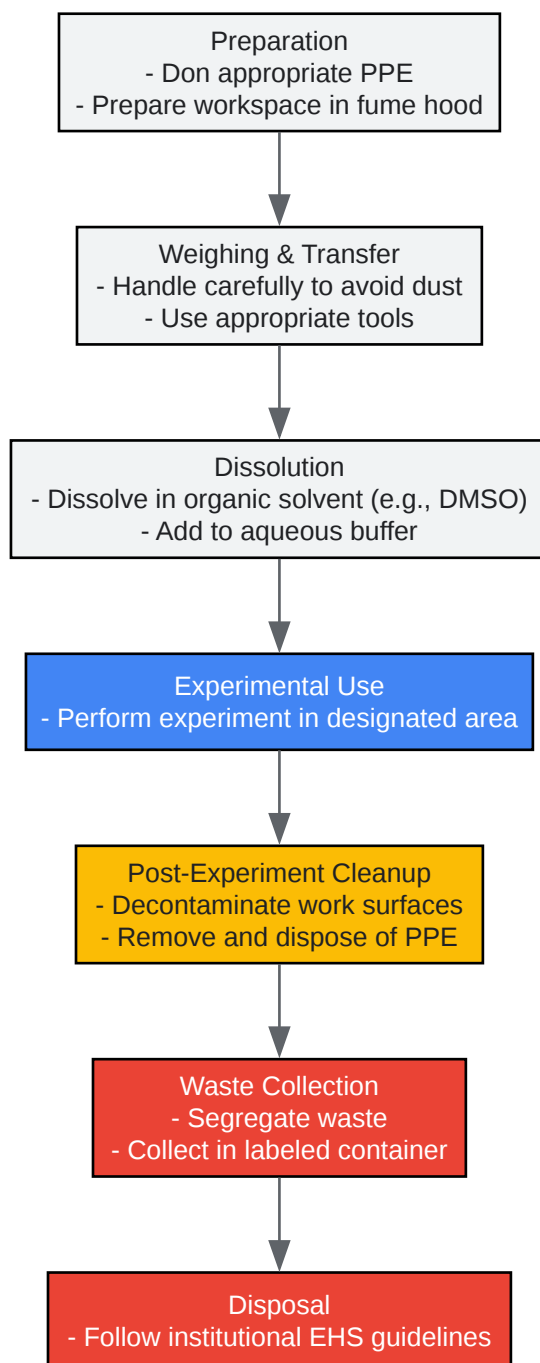 Preparation
- Don appropriate PPE
- Prepare workspace in fume hood
Weighing & Transfer
- Handle carefully to avoid dust
- Use appropriate tools
Dissolution
- Dissolve in organic solvent (e.g., DMSO)
- Add to aqueous buffer
Experimental Use
- Perform experiment in designated area
Post-Experiment Cleanup
- Decontaminate work surfaces
- Remove and dispose of PPE
Waste Collection
- Segregate waste
- Collect in labeled container
Disposal
- Follow institutional EHS guidelines